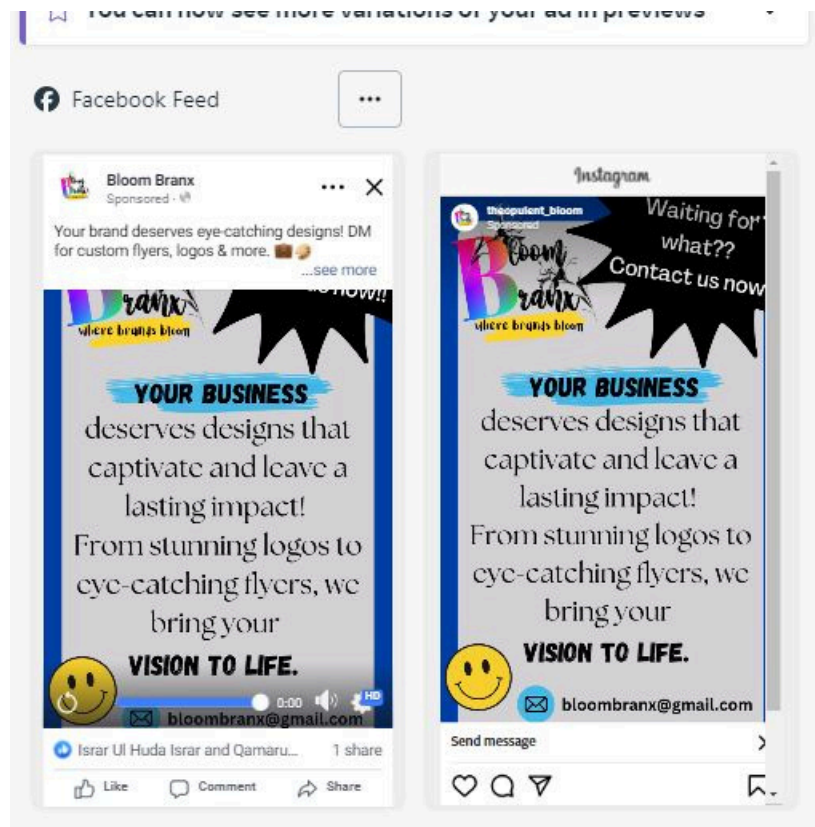 You can now see more variations of your ad in previews
Facebook Feed
Bloom Branx
Sponsored ·
Your brand deserves eye-catching designs! DM
for custom flyers, logos & more.
...see more
Branx
where brands bloom
us now!!
YOUR BUSINESS
deserves designs that
captivate and leave a
lasting impact!
From stunning logos to
eye-catching flyers, we
bring your
VISION TO LIFE.
0:00
HD
bloombranx@gmail.com
Israr Ul Huda Israr and Qamaru...
1 share
Like
Comment
Share
Instagram
theopulent_bloom
Sponsored
Bloom
Branx
where brands bloom
Waiting for
what??
Contact us now
YOUR BUSINESS
deserves designs that
captivate and leave a
lasting impact!
From stunning logos to
eye-catching flyers, we
bring your
VISION TO LIFE.
bloombranx@gmail.com
Send message